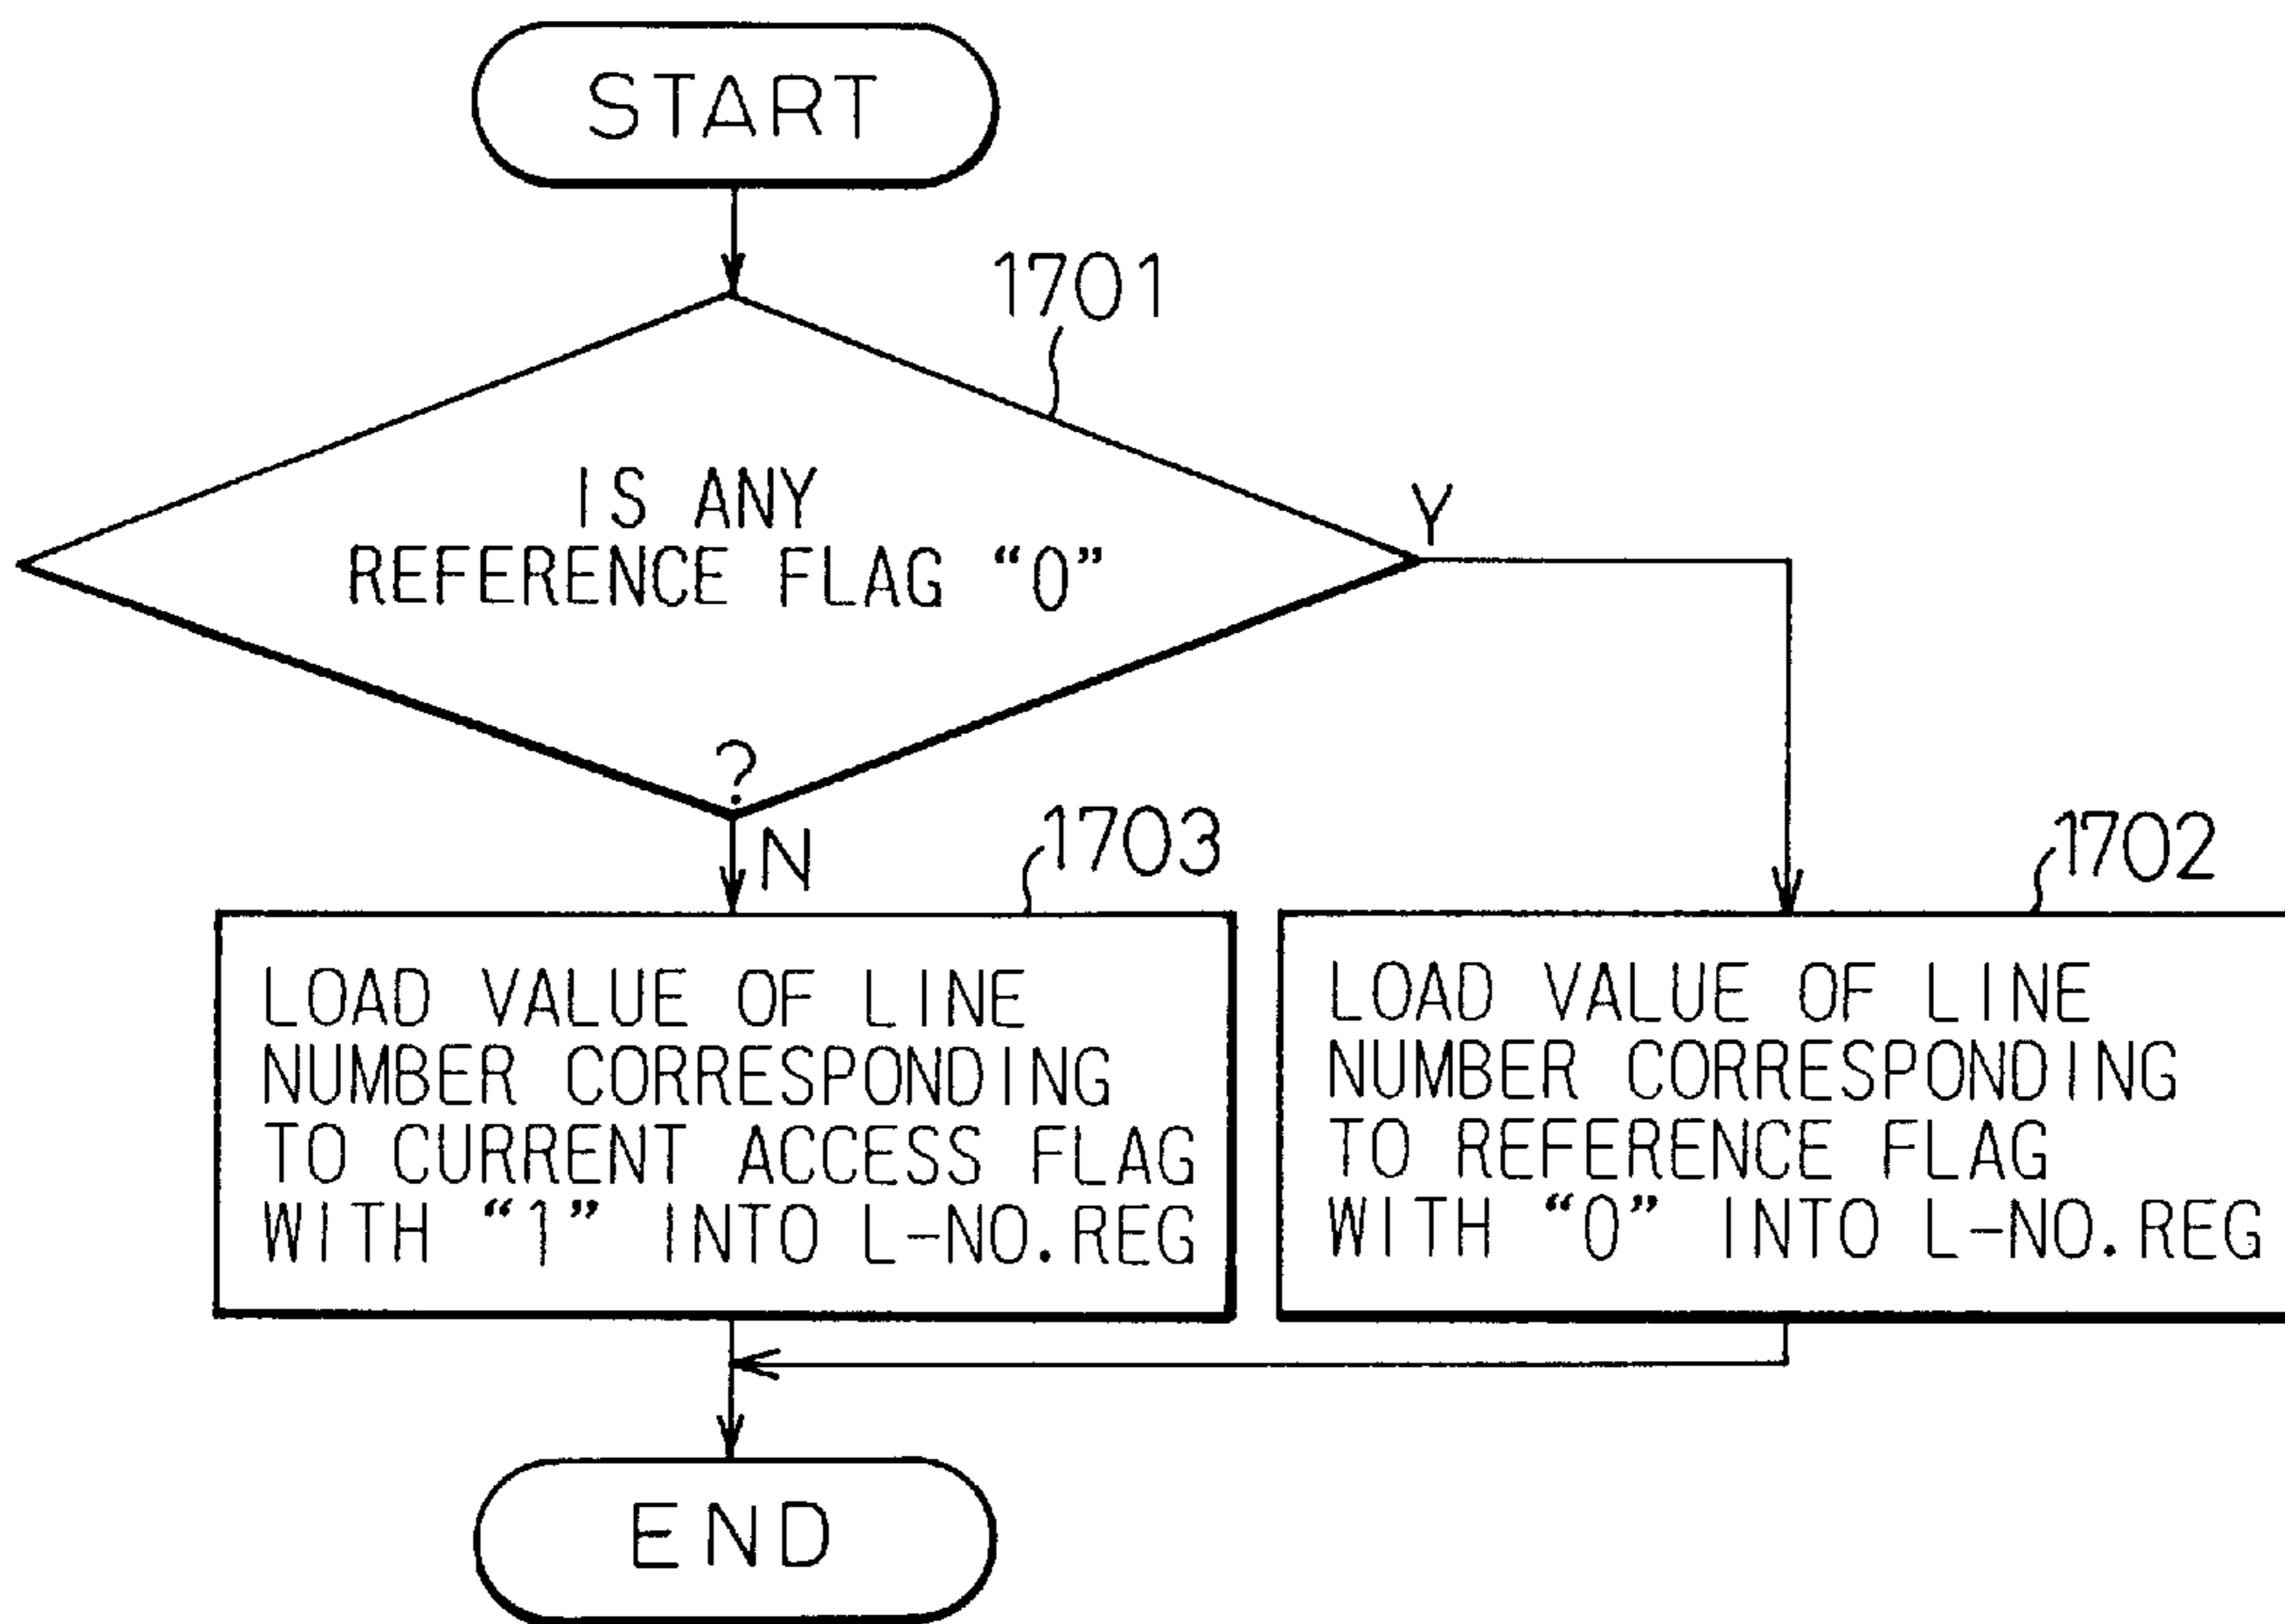 START
1701
IS ANY
REFERENCE FLAG “0”
?
Y
N
1703
LOAD VALUE OF LINE
NUMBER CORRESPONDING
TO CURRENT ACCESS FLAG
WITH “1” INTO L-NO.REG
1702
LOAD VALUE OF LINE
NUMBER CORRESPONDING
TO REFERENCE FLAG
WITH “0” INTO L-NO.REG
END